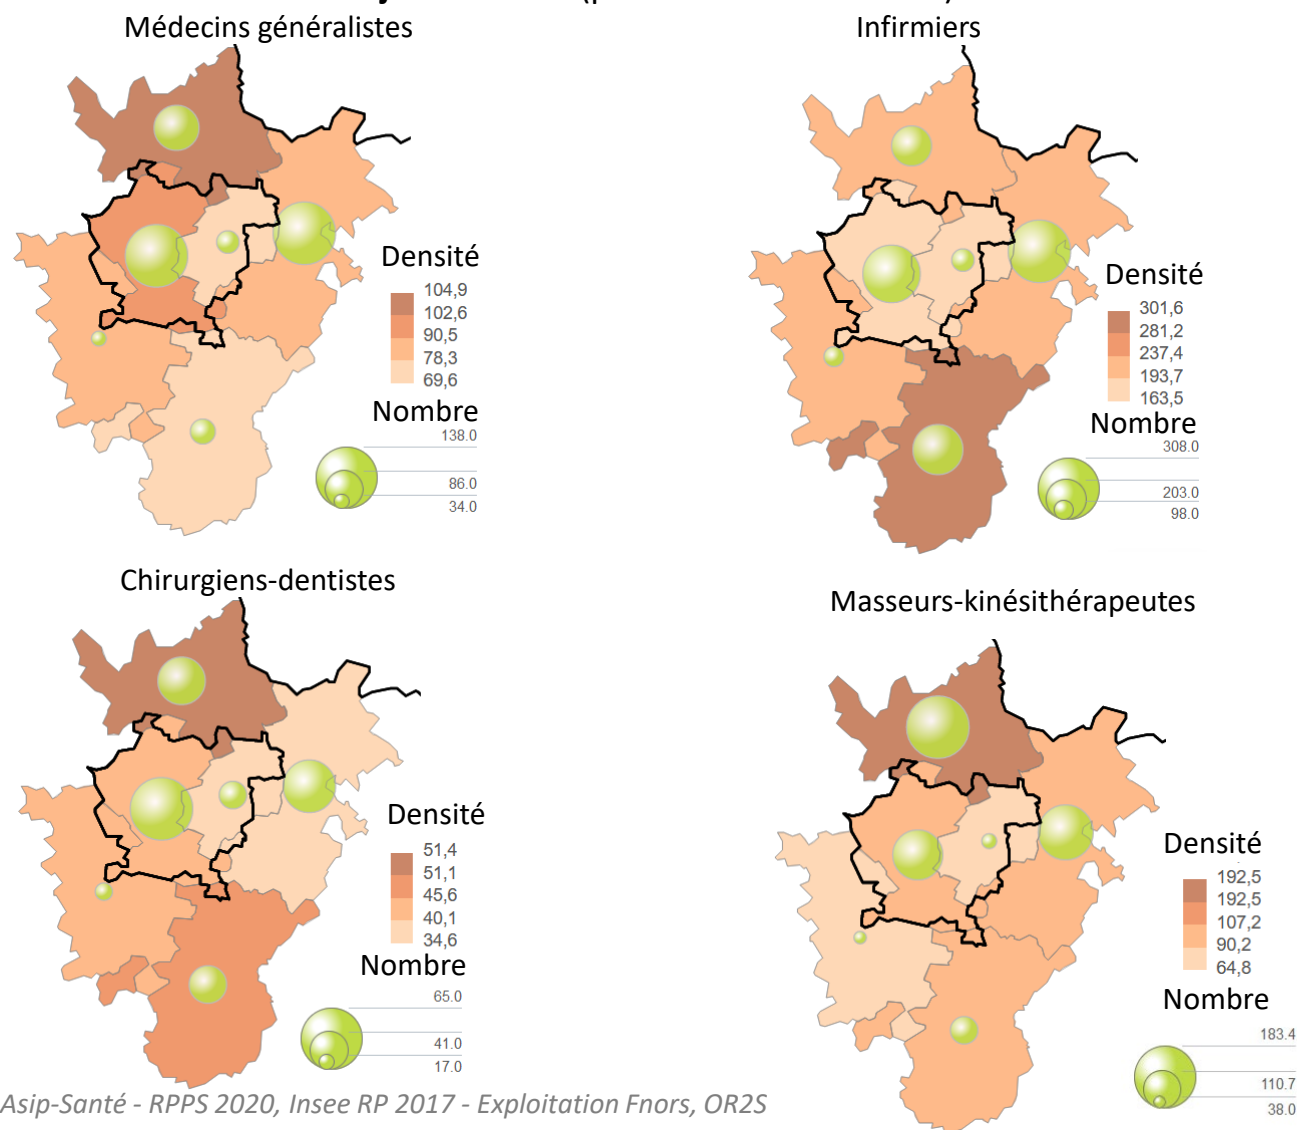 Médecins généralistes
Densité
104,9
102,6
90,5
78,3
69,6
Nombre
138.0
86.0
34.0
Infirmiers
Densité
301,6
281,2
237,4
193,7
163,5
Nombre
308.0
203.0
98.0
Chirurgiens-dentistes
Densité
51,4
51,1
45,6
40,1
34,6
Nombre
65.0
41.0
17.0
Masseurs-kinésithérapeutes
Densité
192,5
192,5
107,2
90,2
64,8
Nombre
183.4
110.7
38.0
Asip-Santé - RPPS 2020, Insee RP 2017 - Exploitation Fnors, OR2S